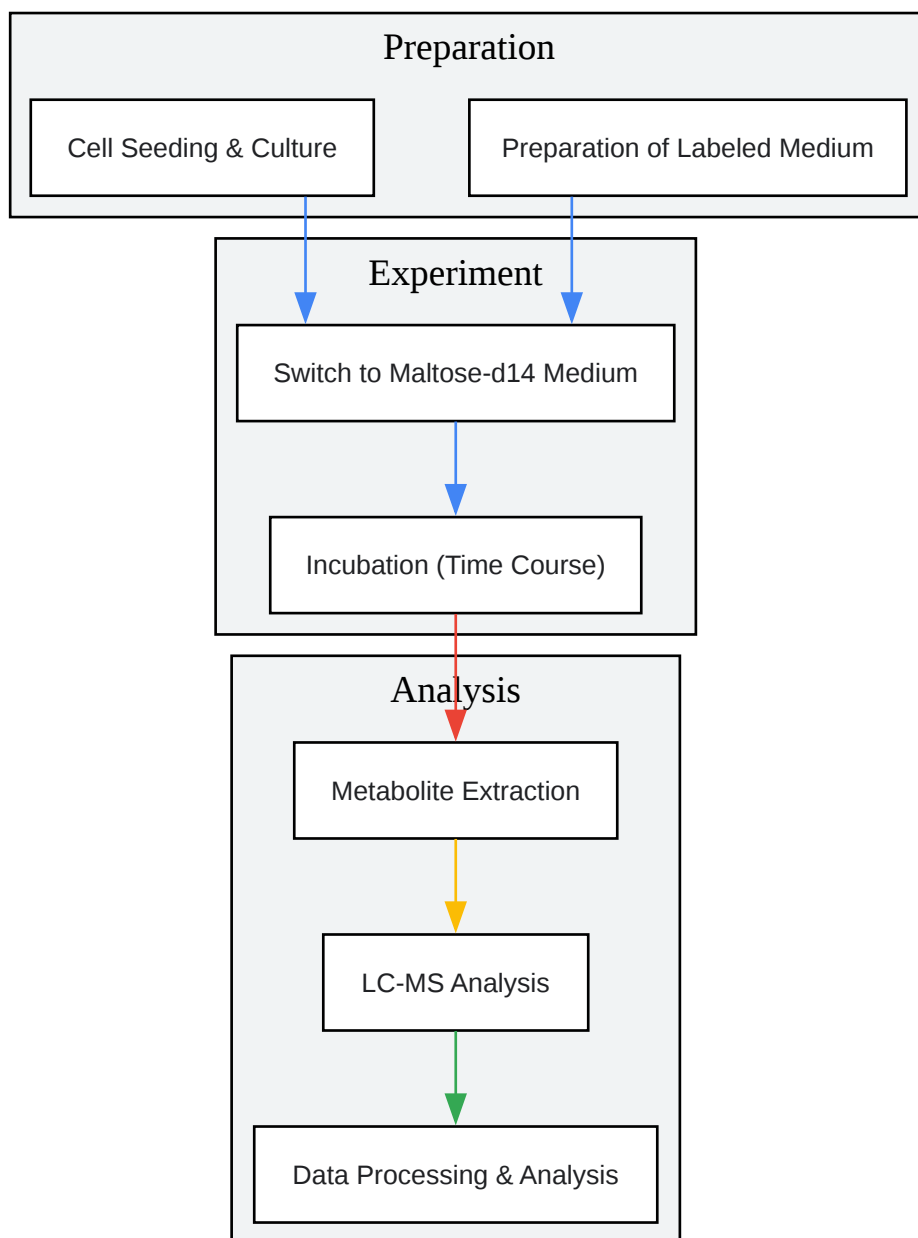 Preparation
Cell Seeding & Culture
Preparation of Labeled Medium
Experiment
Switch to Maltose-d14 Medium
Incubation (Time Course)
Analysis
Metabolite Extraction
LC-MS Analysis
Data Processing & Analysis